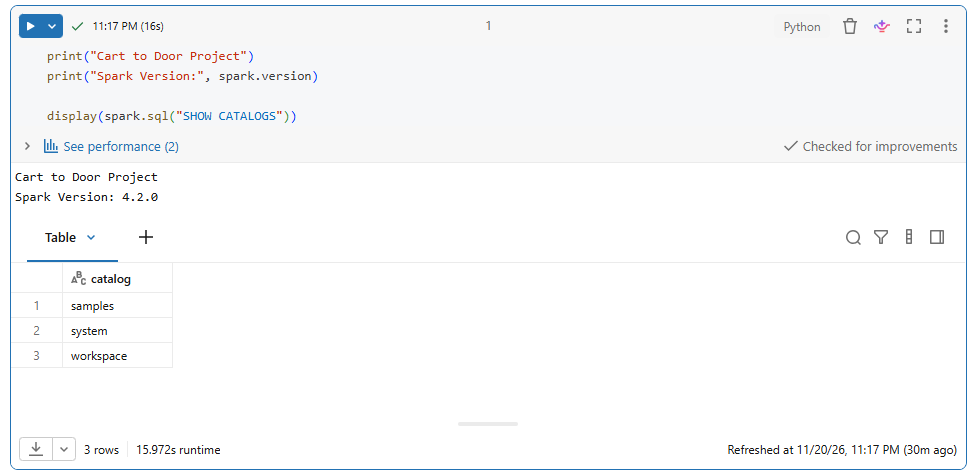 11:17 PM (16s)
1
Python
print("Cart to Door Project")
print("Spark Version:", spark.version)
display(spark.sql("SHOW CATALOGS"))
See performance (2)
Checked for improvements
Cart to Door Project
Spark Version: 4.2.0
Table
ABC catalog
1 samples
2 system
3 workspace
3 rows 15.972s runtime
Refreshed at 11/20/26, 11:17 PM (30m ago)